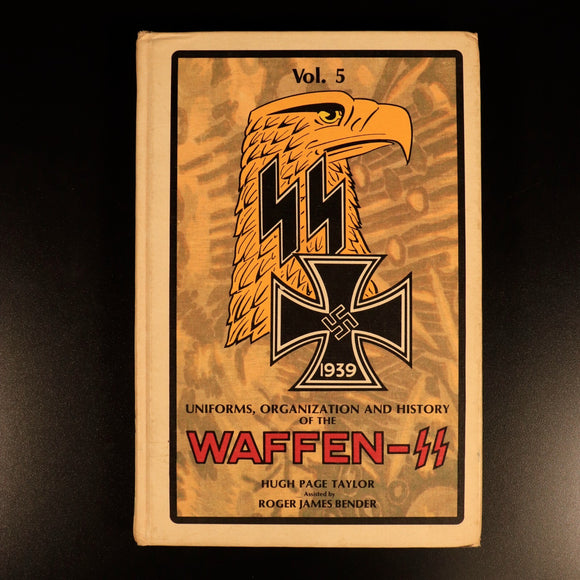 Vol. 5
SS
1939
UNIFORMS, ORGANIZATION AND HISTORY
OF THE
WAFFEN-SS
HUGH PAGE TAYLOR
Assisted by
ROGER JAMES BENDER